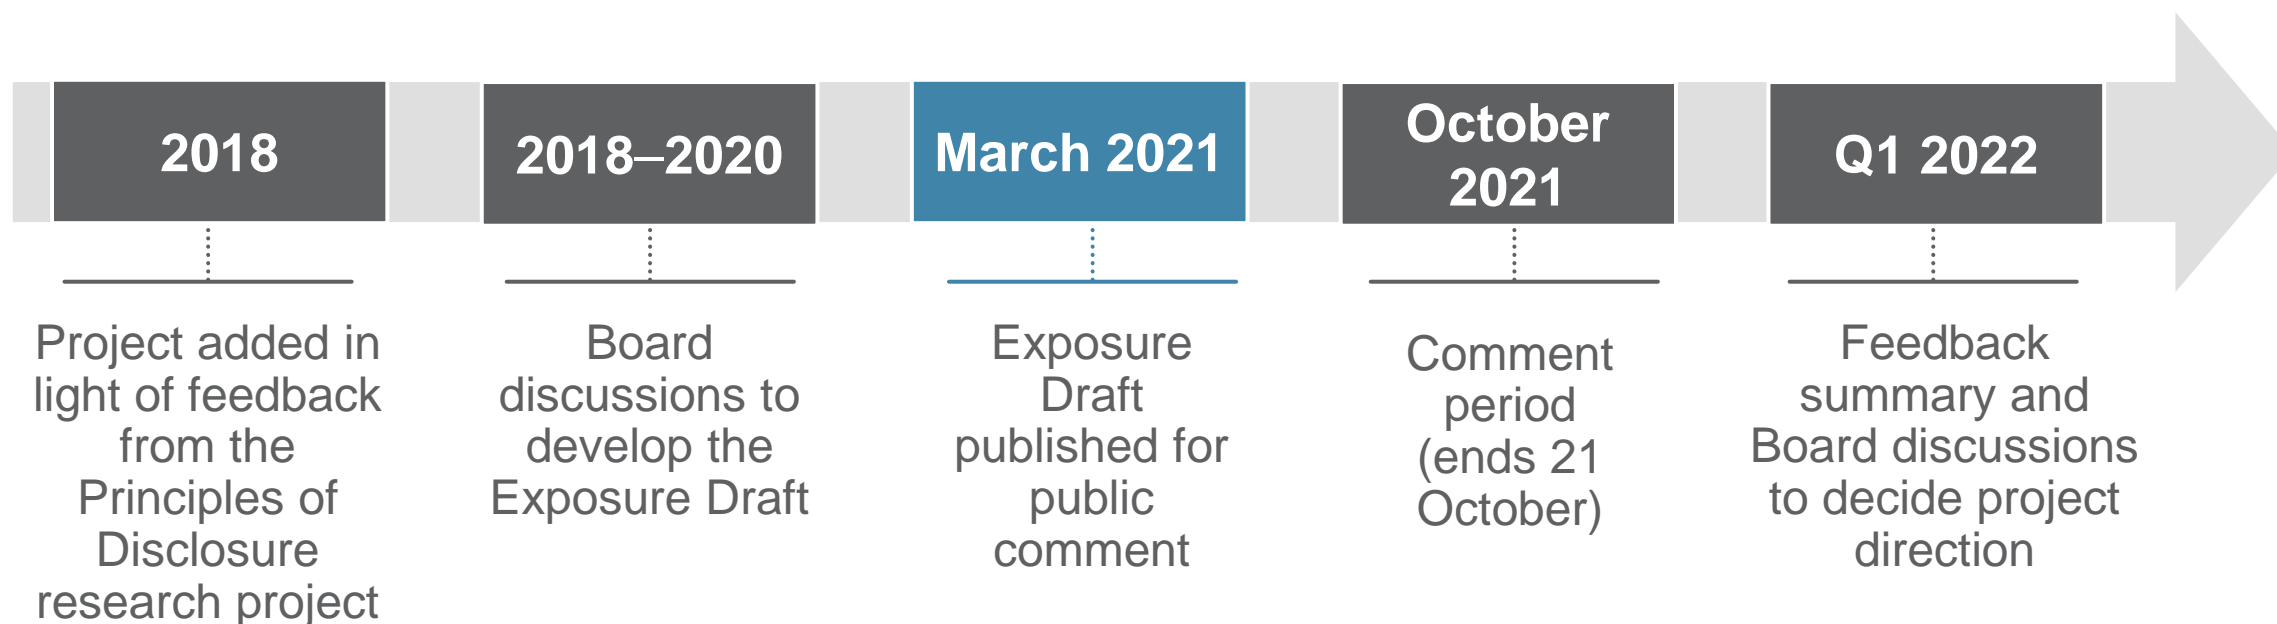 2018
Project added in
light of feedback
from the
Principles of
Disclosure
research project
2018–2020
Board
discussions to
develop the
Exposure Draft
March 2021
Exposure
Draft
published for
public
comment
October
2021
Comment
period
(ends 21
October)
Q1 2022
Feedback
summary and
Board discussions
to decide project
direction